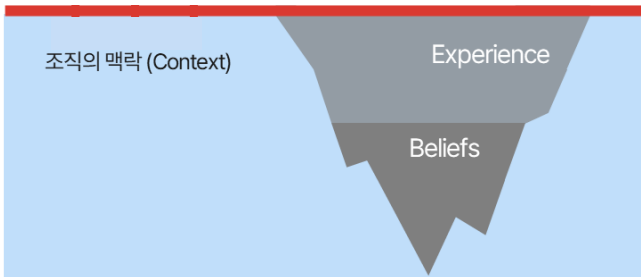 조직의 맥락 (Context)
Experience
Beliefs